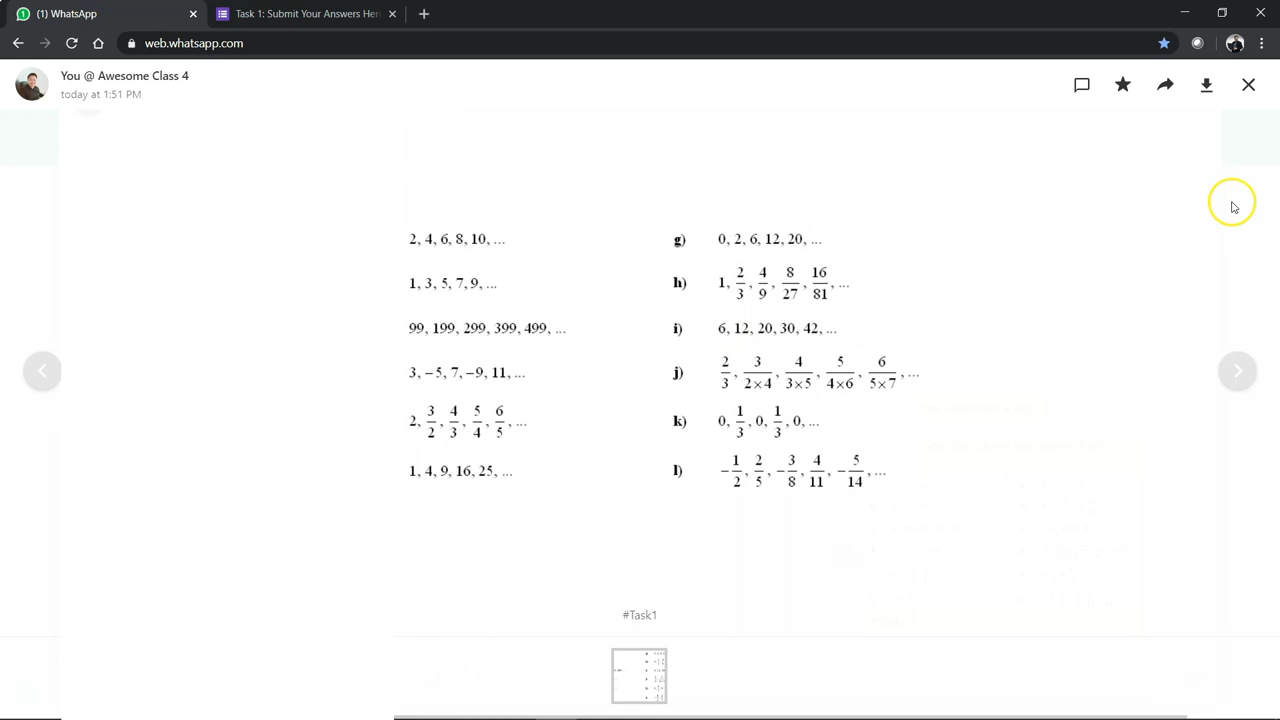 (1) WhatsApp
Task 1: Submit Your Answers Here
web.whatsapp.com
You @ Awesome Class 4
today at 1:51 PM
2, 4, 6, 8, 10, ...
1, 3, 5, 7, 9, ...
99, 199, 299, 399, 499, ...
3, −5, 7, −9, 11, ...
2, 3/2, 4/3, 5/4, 6/5, ...
1, 4, 9, 16, 25, ...
g) 0, 2, 6, 12, 20, ...
h) 1, 2/3, 4/9, 8/27, 16/81, ...
i) 6, 12, 20, 30, 42, ...
j) 2/3, 3/2×4, 4/3×5, 5/4×6, 6/5×7, ...
k) 0, 1/3, 0, 1/3, 0, ...
l) −1/2, 2/5, −3/8, 4/11, −5/14, ...
#Task1